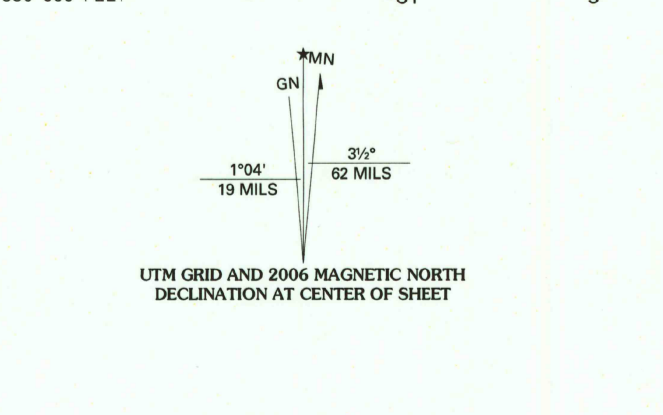 MN
GN
3½°
1°04'
62 MILS
19 MILS
UTM GRID AND 2006 MAGNETIC NORTH
DECLINATION AT CENTER OF SHEET